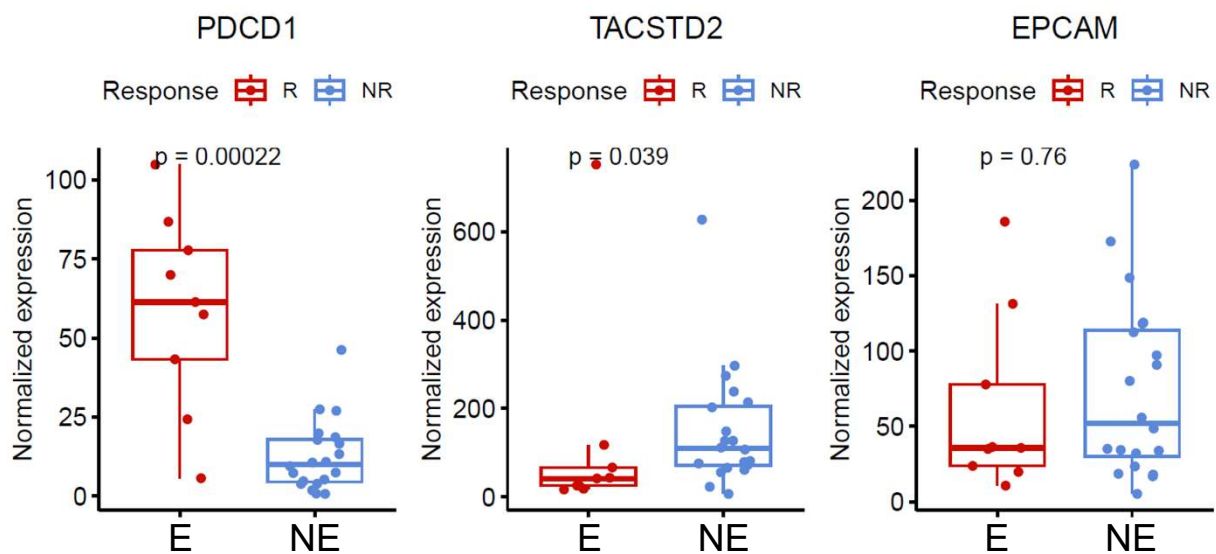 PDCD1
Response R NR
p = 0.00022
Normalized expression
100
75
50
25
0
E NE
TACSTD2
Response R NR
p = 0.039
Normalized expression
600
400
200
0
E NE
EPCAM
Response R NR
p = 0.76
Normalized expression
200
150
100
50
0
E NE